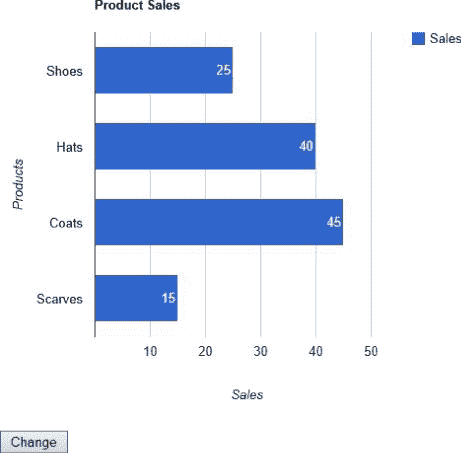 Product Sales
Sales
Shoes
25
Hats
40
Products
Coats
45
Scarves
15
10 20 30 40 50
Sales
Change